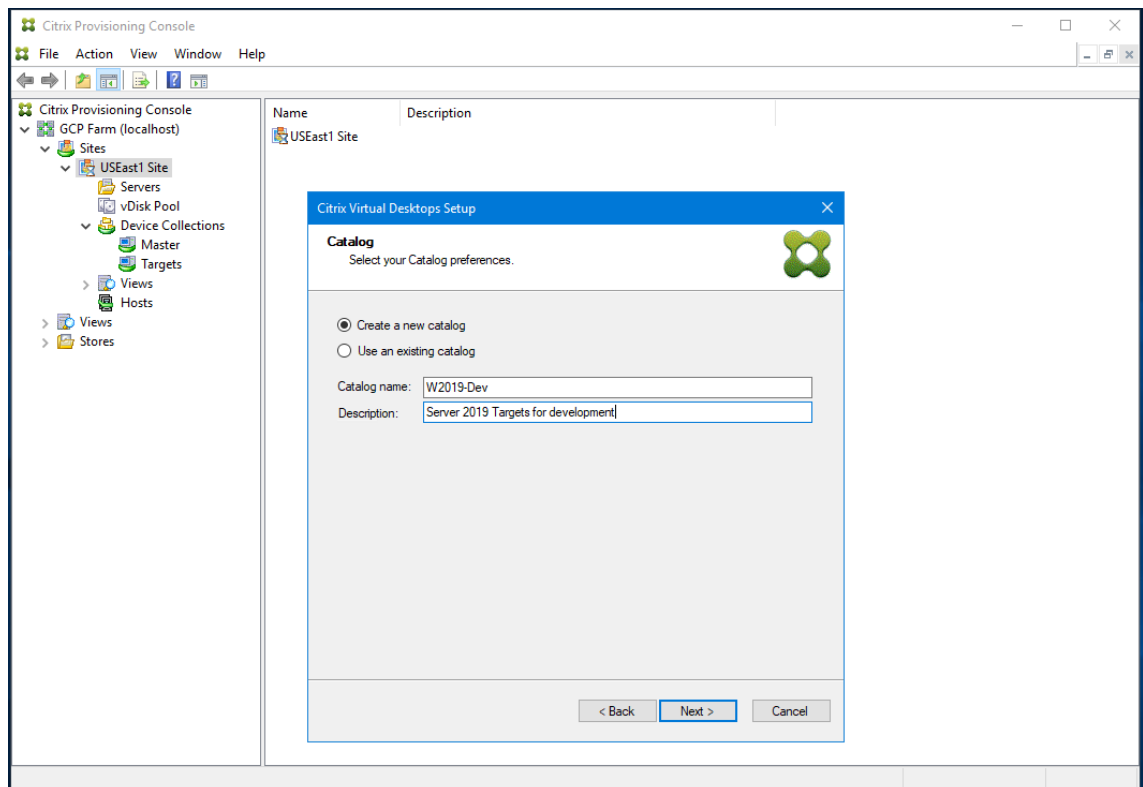 Citrix Provisioning Console
File Action View Window Help
Citrix Provisioning Console
GCP Farm (localhost)
Sites
USEast1 Site
Servers
vDisk Pool
Device Collections
Master
Targets
Views
Hosts
Views
Stores
Name Description
USEast1 Site
Citrix Virtual Desktops Setup
Catalog
Select your Catalog preferences.
Create a new catalog
Use an existing catalog
Catalog name: W2019-Dev
Description: Server 2019 Targets for development
< Back Next > Cancel